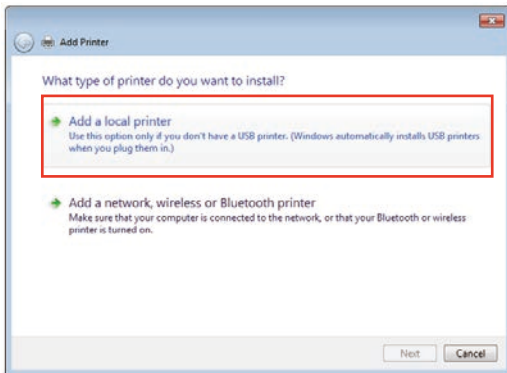 Add Printer
What type of printer do you want to install?
Add a local printer
Use this option only if you don't have a USB printer. (Windows automatically installs USB printers
when you plug them in.)
Add a network, wireless or Bluetooth printer
Make sure that your computer is connected to the network, or that your Bluetooth or wireless
printer is turned on.
Next Cancel